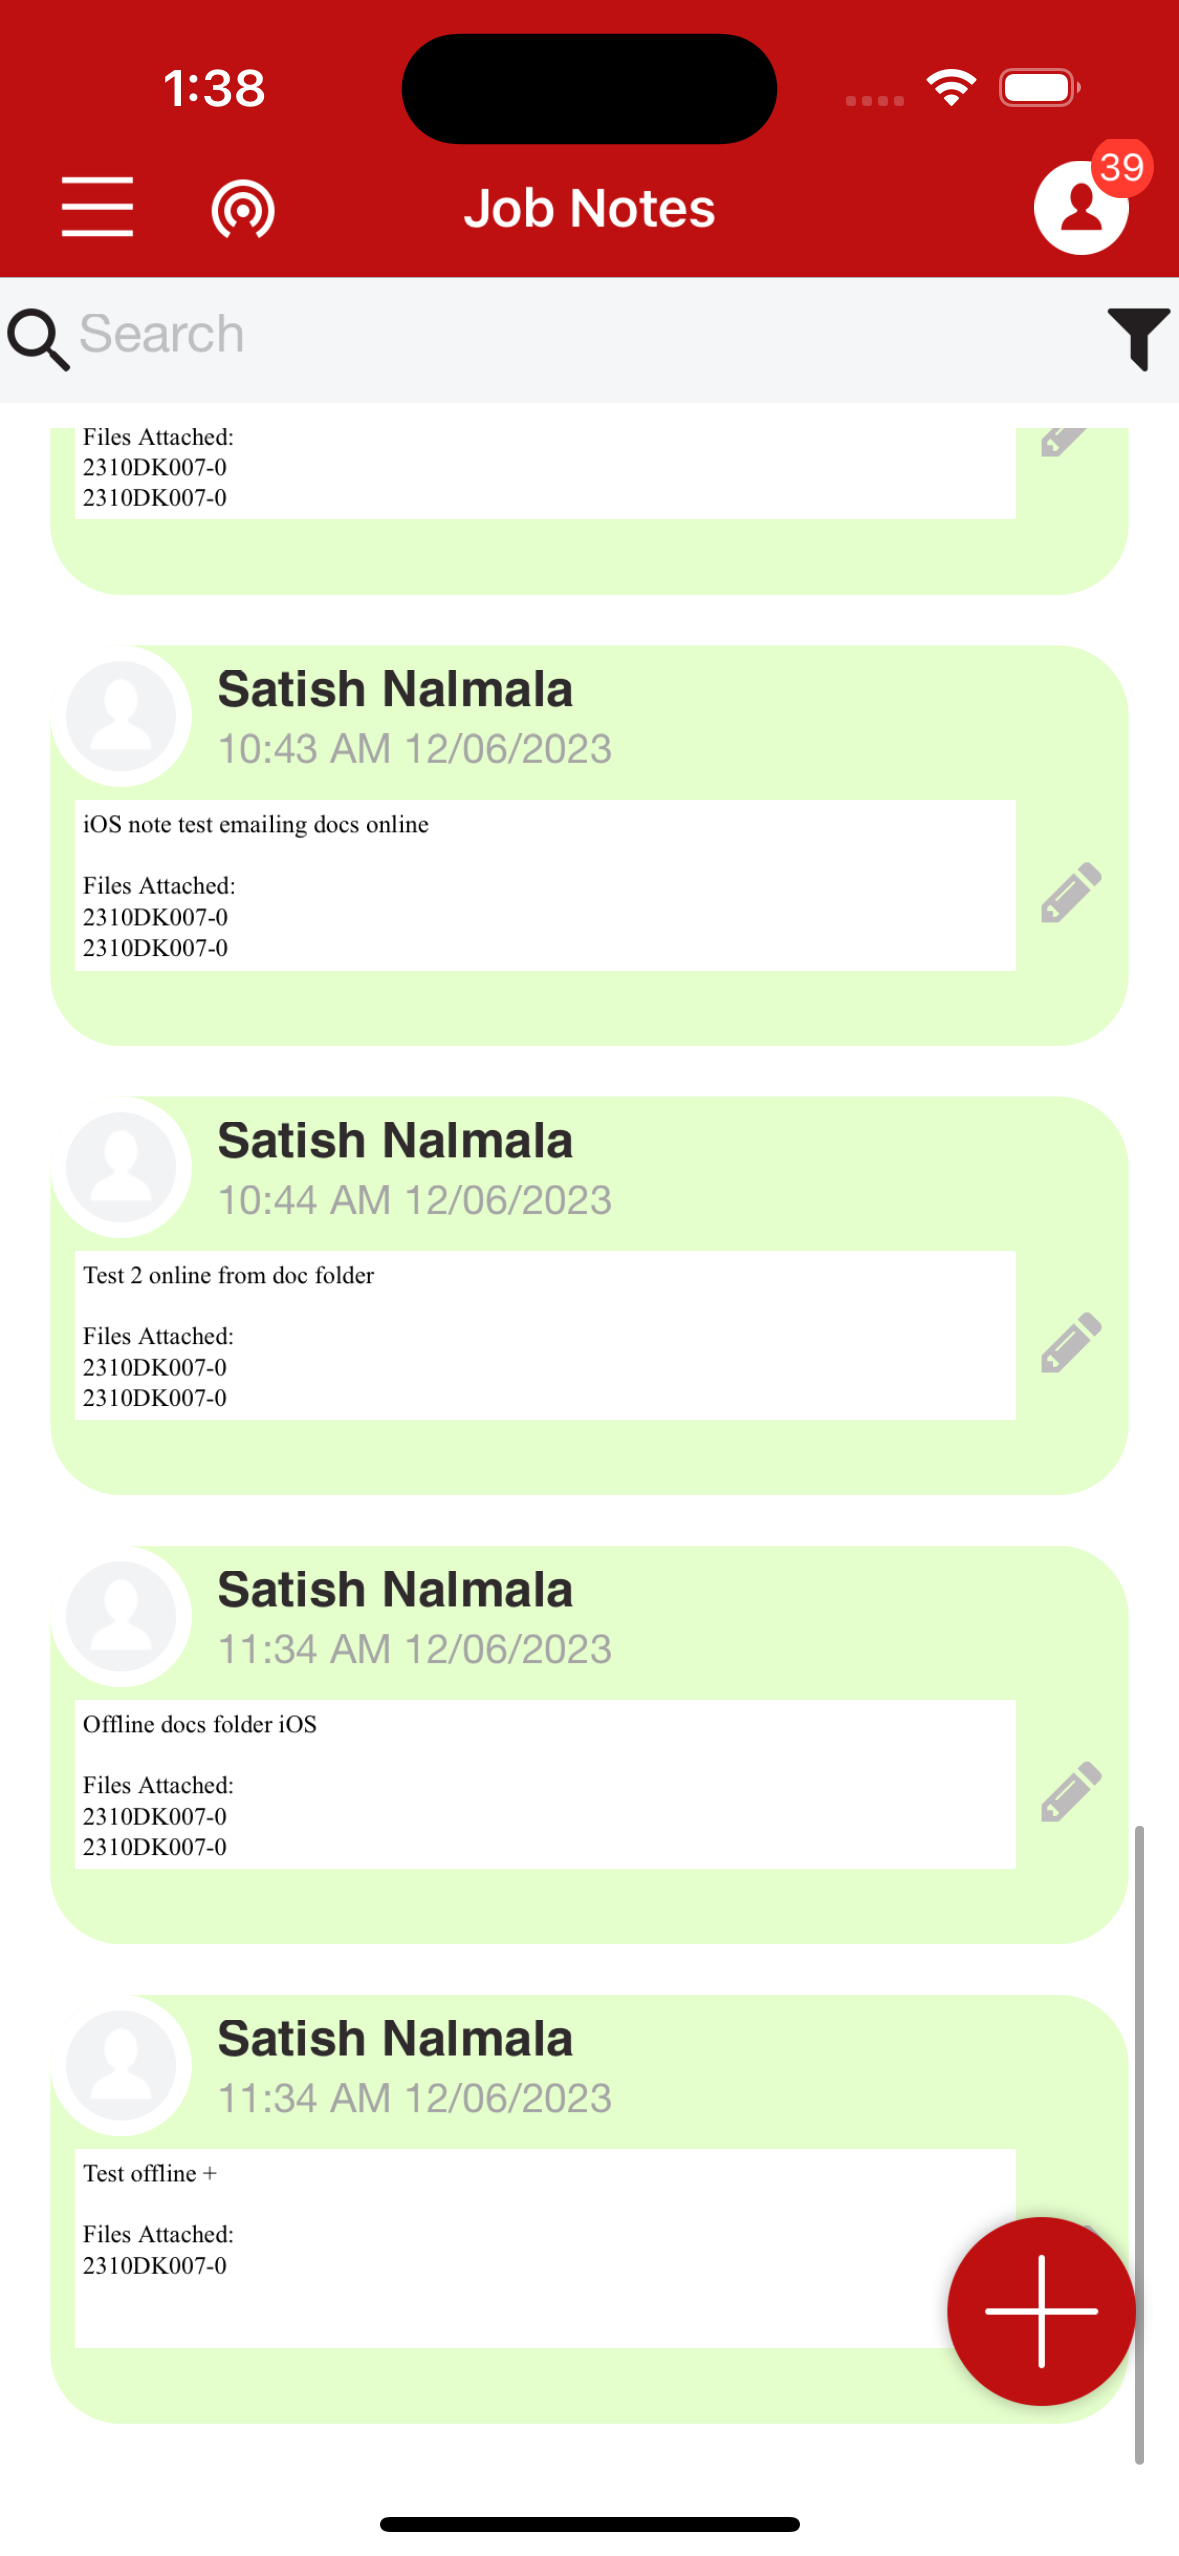 1:38
39
Job Notes
Search
Files Attached:
2310DK007-0
2310DK007-0
Satish Nalmala
10:43 AM 12/06/2023
iOS note test emailing docs online
Files Attached:
2310DK007-0
2310DK007-0
Satish Nalmala
10:44 AM 12/06/2023
Test 2 online from doc folder
Files Attached:
2310DK007-0
2310DK007-0
Satish Nalmala
11:34 AM 12/06/2023
Offline docs folder iOS
Files Attached:
2310DK007-0
2310DK007-0
Satish Nalmala
11:34 AM 12/06/2023
Test offline +
Files Attached:
2310DK007-0